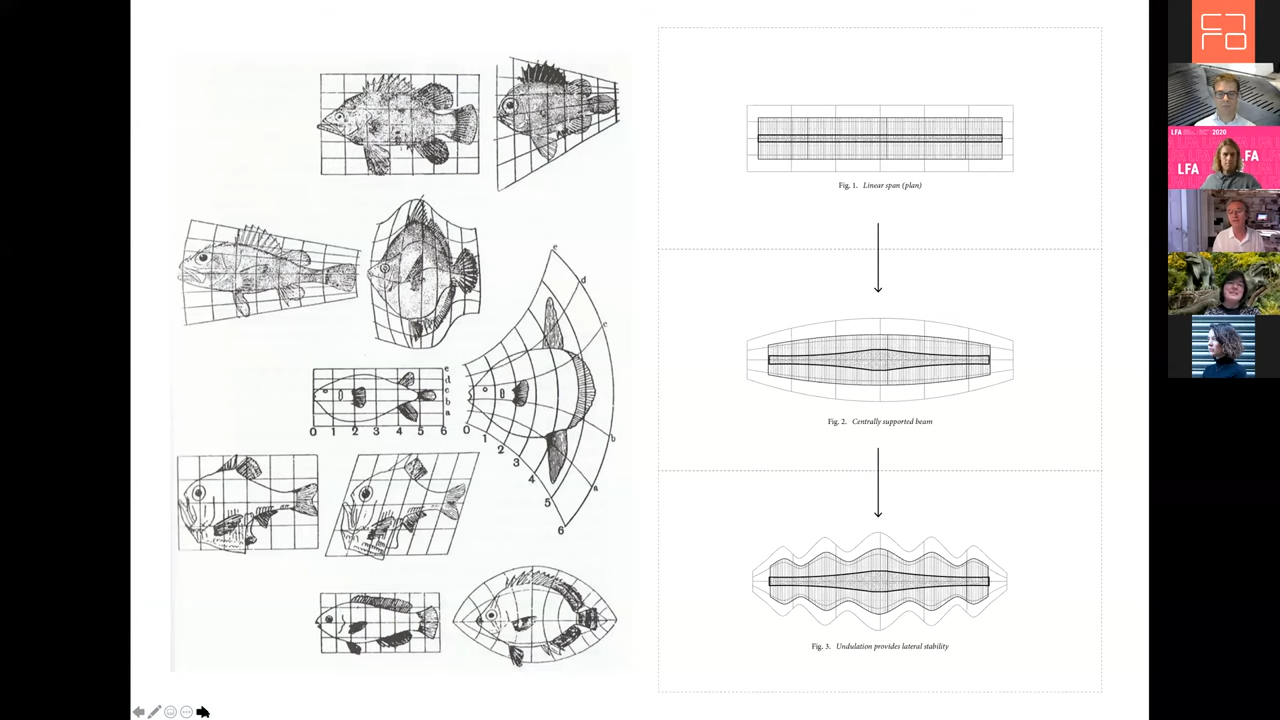 e
d
c
b
a
e
d
c
b
a
0 1 2 3 4 5 6
0
1
2
3
4
5
6
Fig. 1. Linear span (plan)
Fig. 2. Centrally supported beam
Fig. 3. Undulation provides lateral stability
LFA
2020
LFA
LFA